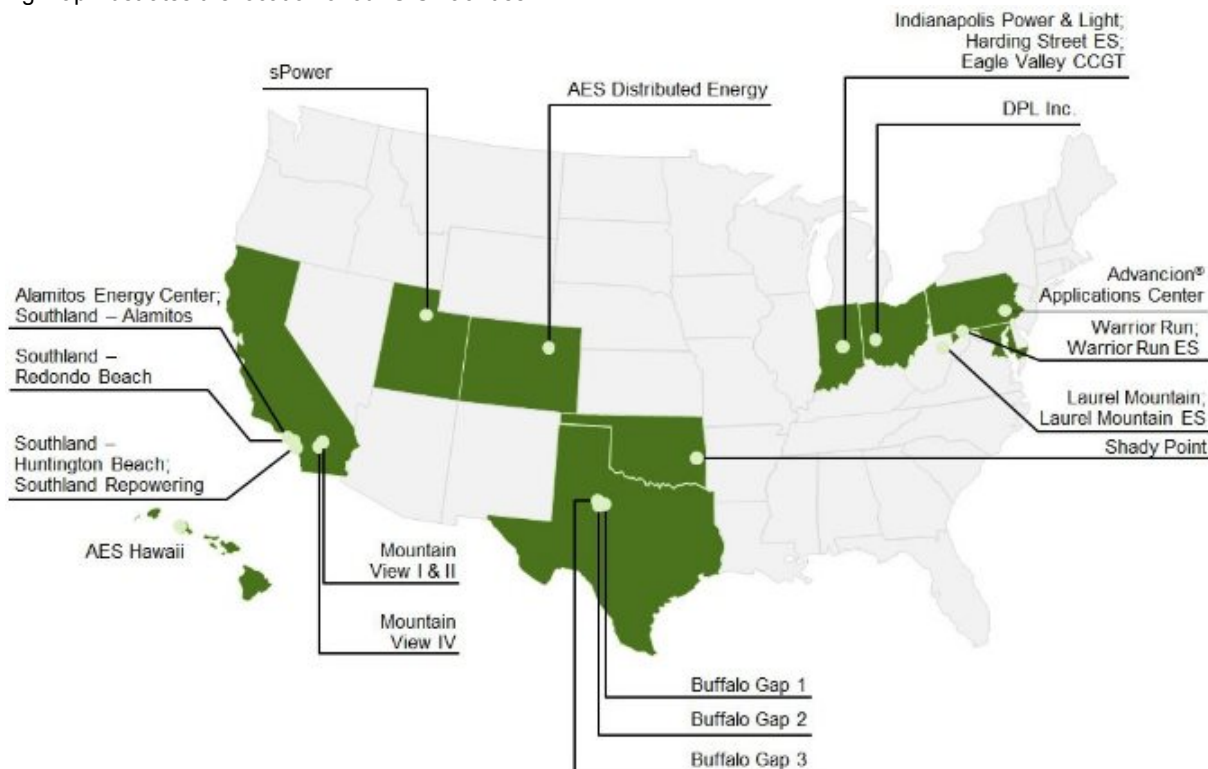 Indianapolis Power & Light;
Harding Street ES;
Eagle Valley CCGT
sPower
AES Distributed Energy
DPL Inc.
Alamitos Energy Center;
Southland – Alamitos
Advancion®
Applications Center
Warrior Run;
Warrior Run ES
Southland –
Redondo Beach
Laurel Mountain;
Laurel Mountain ES
Southland –
Huntington Beach;
Southland Repowering
Shady Point
AES Hawaii
Mountain
View I & II
Mountain
View IV
Buffalo Gap 1
Buffalo Gap 2
Buffalo Gap 3